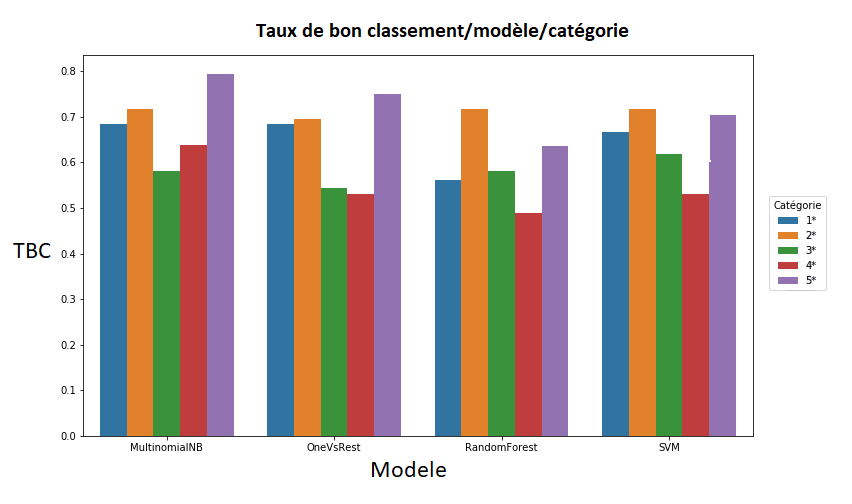 Taux de bon classement/modèle/catégorie
0.8
0.7
0.6
0.5
0.4
0.3
0.2
0.1
0.0
TBC
MultinomialNB
OneVsRest
RandomForest
SVM
Modele
Catégorie
1*
2*
3*
4*
5*